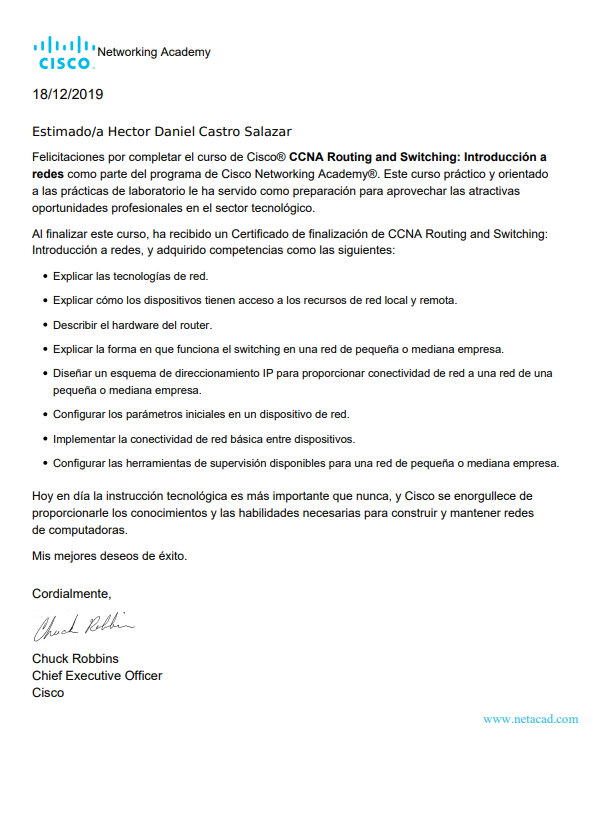 CISCO Networking Academy
18/12/2019
Estimado/a Hector Daniel Castro Salazar
Felicitaciones por completar el curso de Cisco® CCNA Routing and Switching: Introducción a
redes como parte del programa de Cisco Networking Academy®. Este curso práctico y orientado
a las prácticas de laboratorio le ha servido como preparación para aprovechar las atractivas
oportunidades profesionales en el sector tecnológico.
Al finalizar este curso, ha recibido un Certificado de finalización de CCNA Routing and Switching:
Introducción a redes, y adquirido competencias como las siguientes:
• Explicar las tecnologías de red.
• Explicar cómo los dispositivos tienen acceso a los recursos de red local y remota.
• Describir el hardware del router.
• Explicar la forma en que funciona el switching en una red de pequeña o mediana empresa.
• Diseñar un esquema de direccionamiento IP para proporcionar conectividad de red a una red de una
pequeña o mediana empresa.
• Configurar los parámetros iniciales en un dispositivo de red.
• Implementar la conectividad de red básica entre dispositivos.
• Configurar las herramientas de supervisión disponibles para una red de pequeña o mediana empresa.
Hoy en día la instrucción tecnológica es más importante que nunca, y Cisco se enorgullece de
proporcionarle los conocimientos y las habilidades necesarias para construir y mantener redes
de computadoras.
Mis mejores deseos de éxito.
Cordialmente,
Chuck Robbins
Chuck Robbins
Chief Executive Officer
Cisco
www.netacad.com